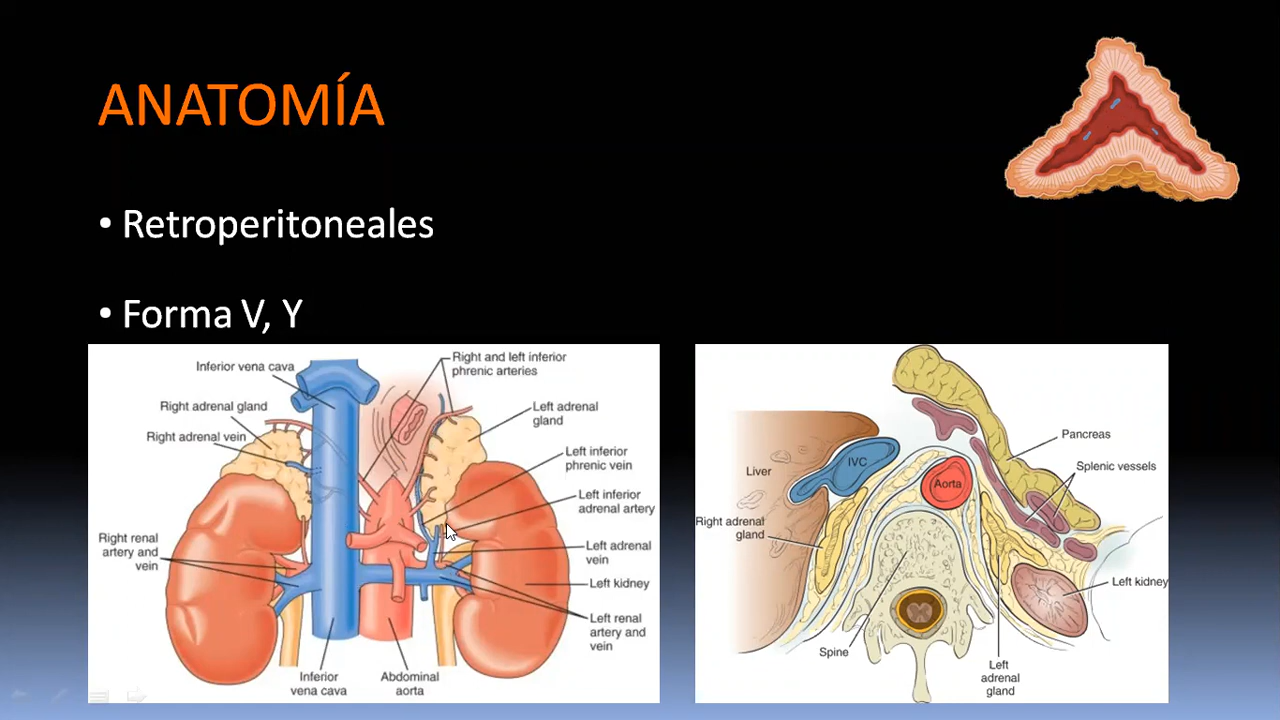 ANATOMÍA
• Retroperitoneales
• Forma V, Y
Inferior vena cava
Right adrenal gland
Right adrenal vein
Right renal
artery and
vein
Inferior
vena cava
Abdominal
aorta
Right and left inferior
phrenic arteries
Left adrenal
gland
Left inferior
phrenic vein
Left inferior
adrenal artery
Left adrenal
vein
Left kidney
Left renal
artery and
vein
Liver
IVC
Aorta
Pancreas
Splenic vessels
Right adrenal
gland
Left kidney
Spine
Left
adrenal
gland